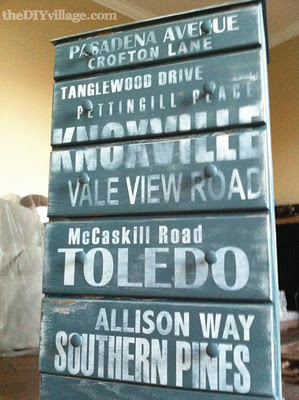 theDIYvillage.com
PASADENA AVENUE
CROFTON LANE
TANGLEWOOD DRIVE
PETTINGILL PLACE
KNOXVILLE
VALE VIEW ROAD
McCaskill Road
TOLEDO
ALLISON WAY
SOUTHERN PINES